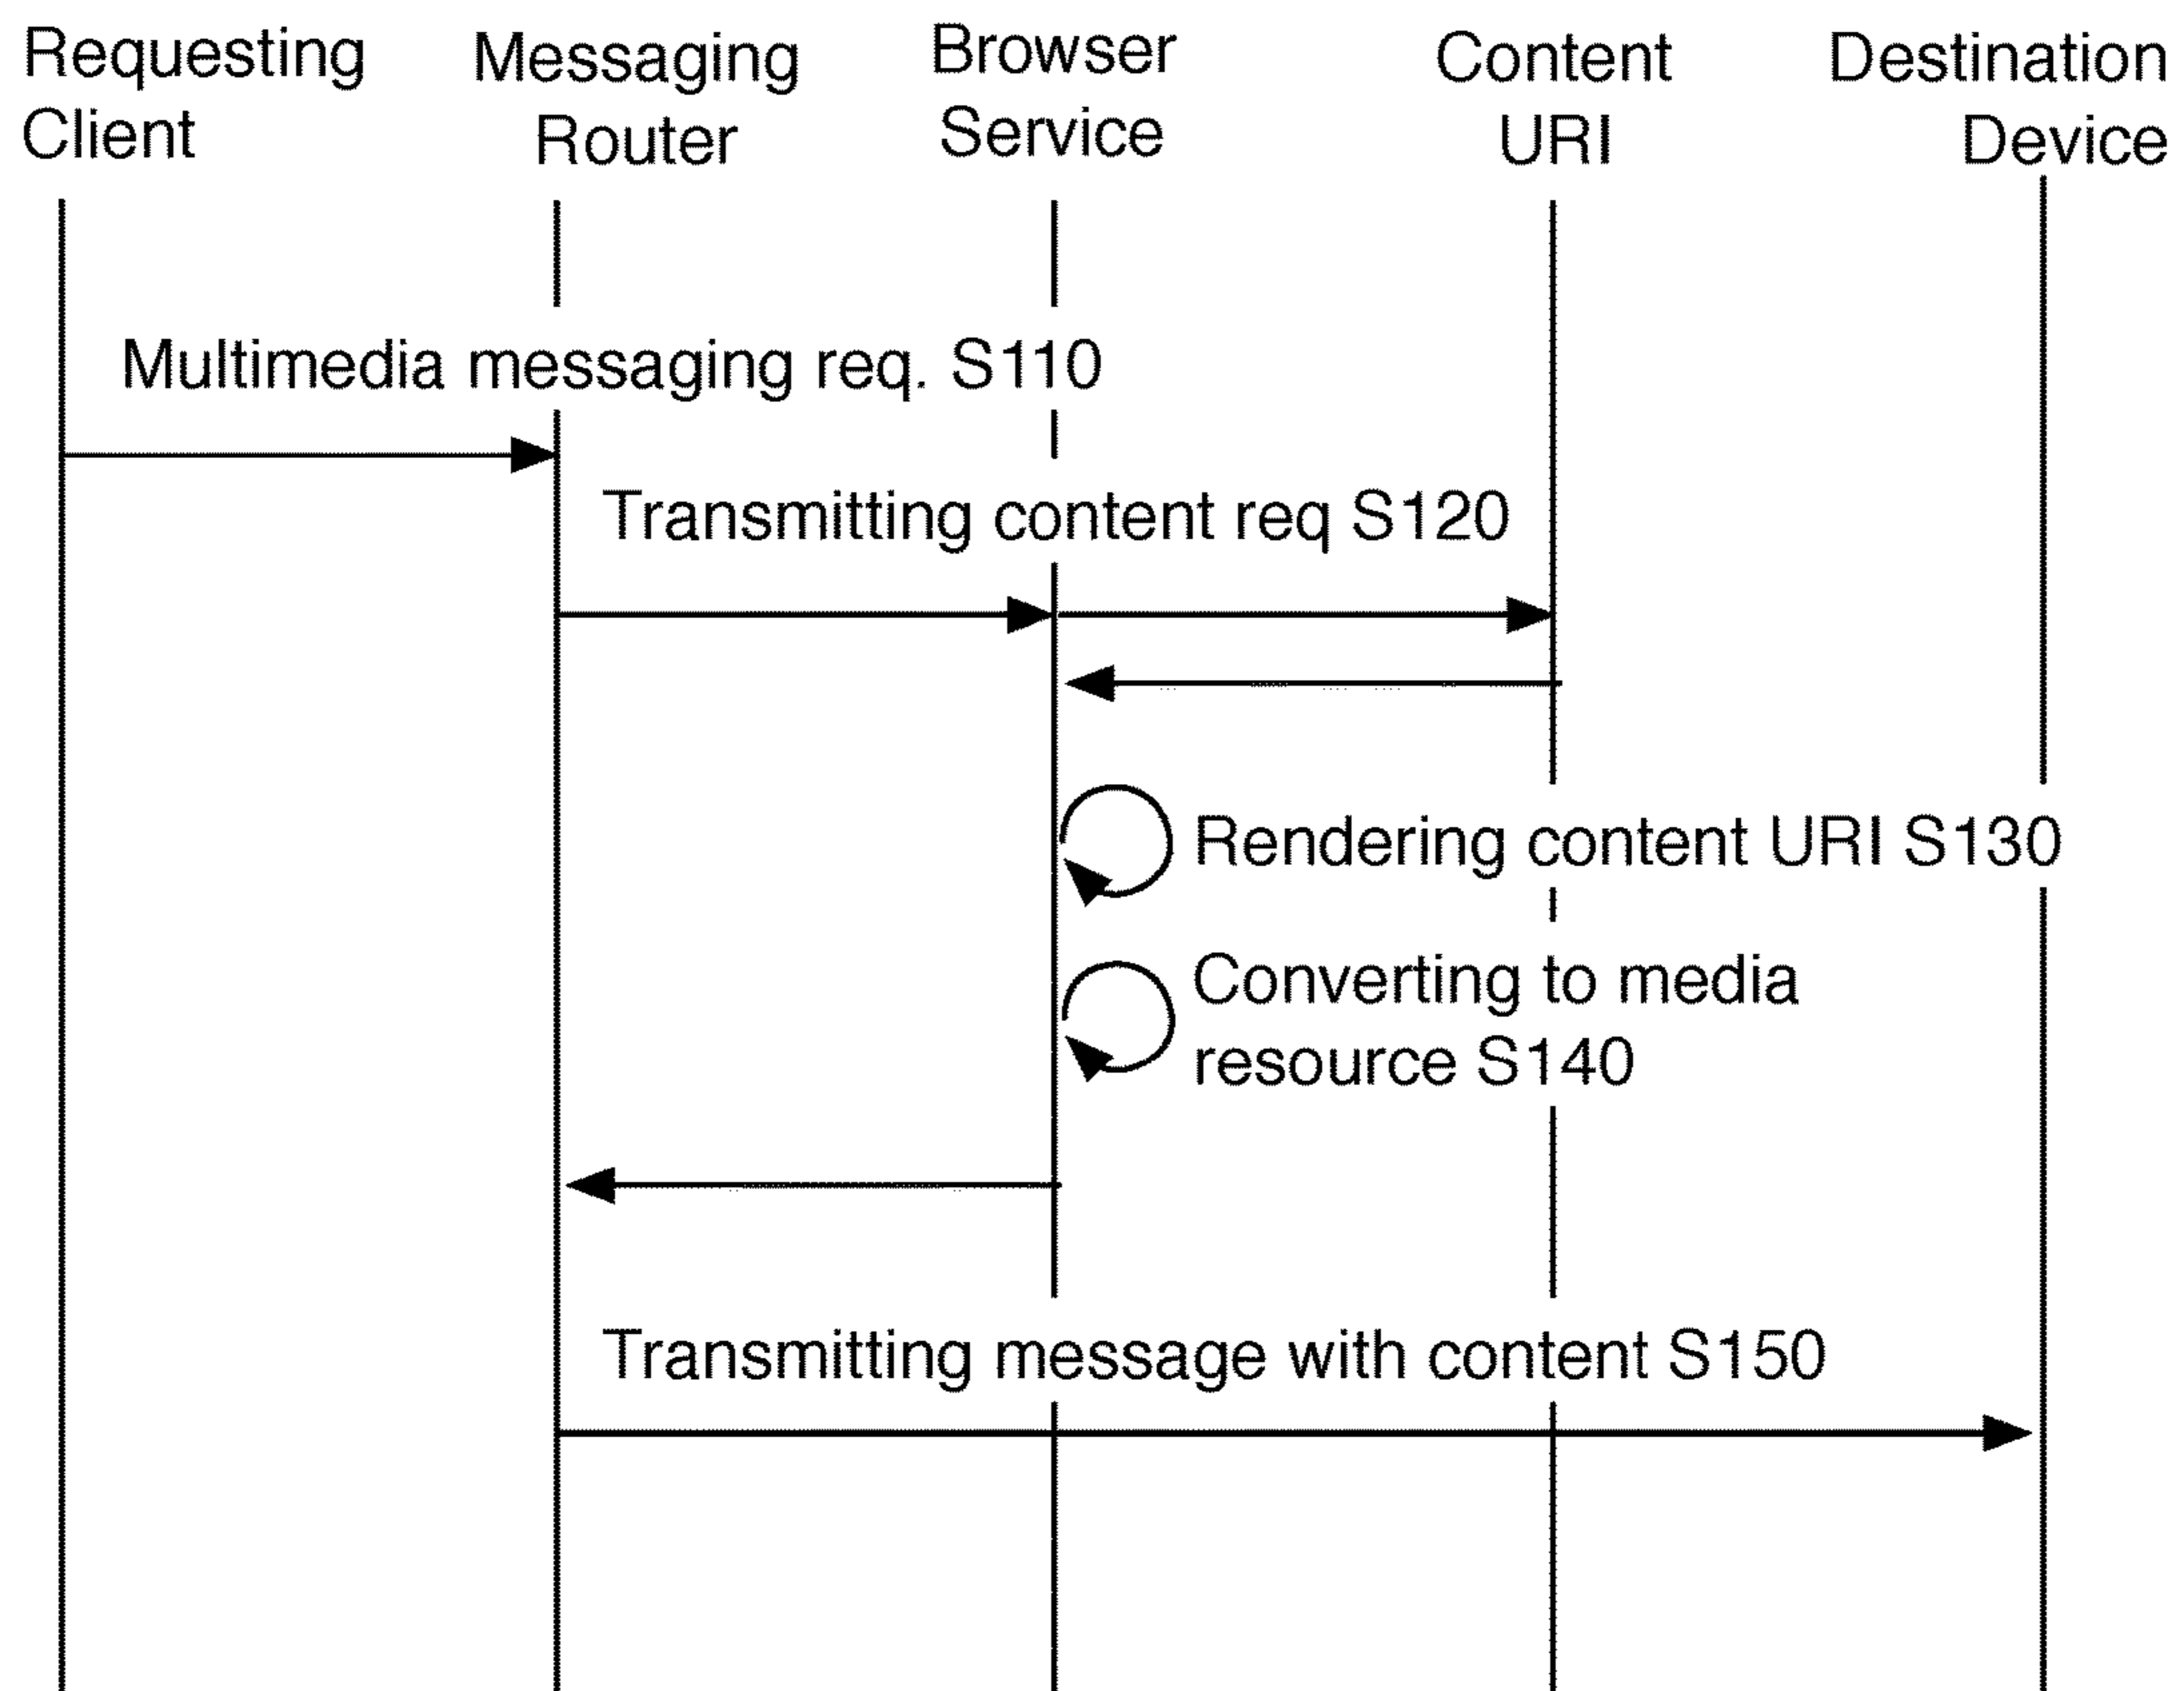 Requesting
Client
Messaging
Router
Browser
Service
Content
URI
Destination
Device
Multimedia messaging req. S110
Transmitting content req S120
Rendering content URI S130
Converting to media
resource S140
Transmitting message with content S150